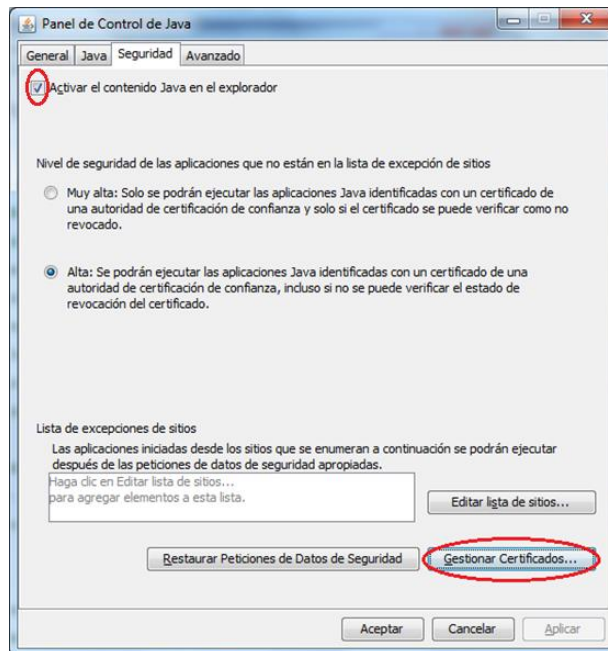 Panel de Control de Java
General Java Seguridad Avanzado
Activar el contenido Java en el explorador
Nivel de seguridad de las aplicaciones que no están en la lista de excepción de sitios
Muy alta: Solo se podrán ejecutar las aplicaciones Java identificadas con un certificado de
una autoridad de certificación de confianza y solo si el certificado se puede verificar como no
revocado.
Alta: Se podrán ejecutar las aplicaciones Java identificadas con un certificado de una
autoridad de certificación de confianza, incluso si no se puede verificar el estado de
revocación del certificado.
Lista de excepciones de sitios
Las aplicaciones iniciadas desde los sitios que se enumeran a continuación se podrán ejecutar
después de las peticiones de datos de seguridad apropiadas.
Haga clic en Editar lista de sitios...
para agregar elementos a esta lista.
Editar lista de sitios...
Restaurar Peticiones de Datos de Seguridad Gestionar Certificados...
Aceptar Cancelar Aplicar